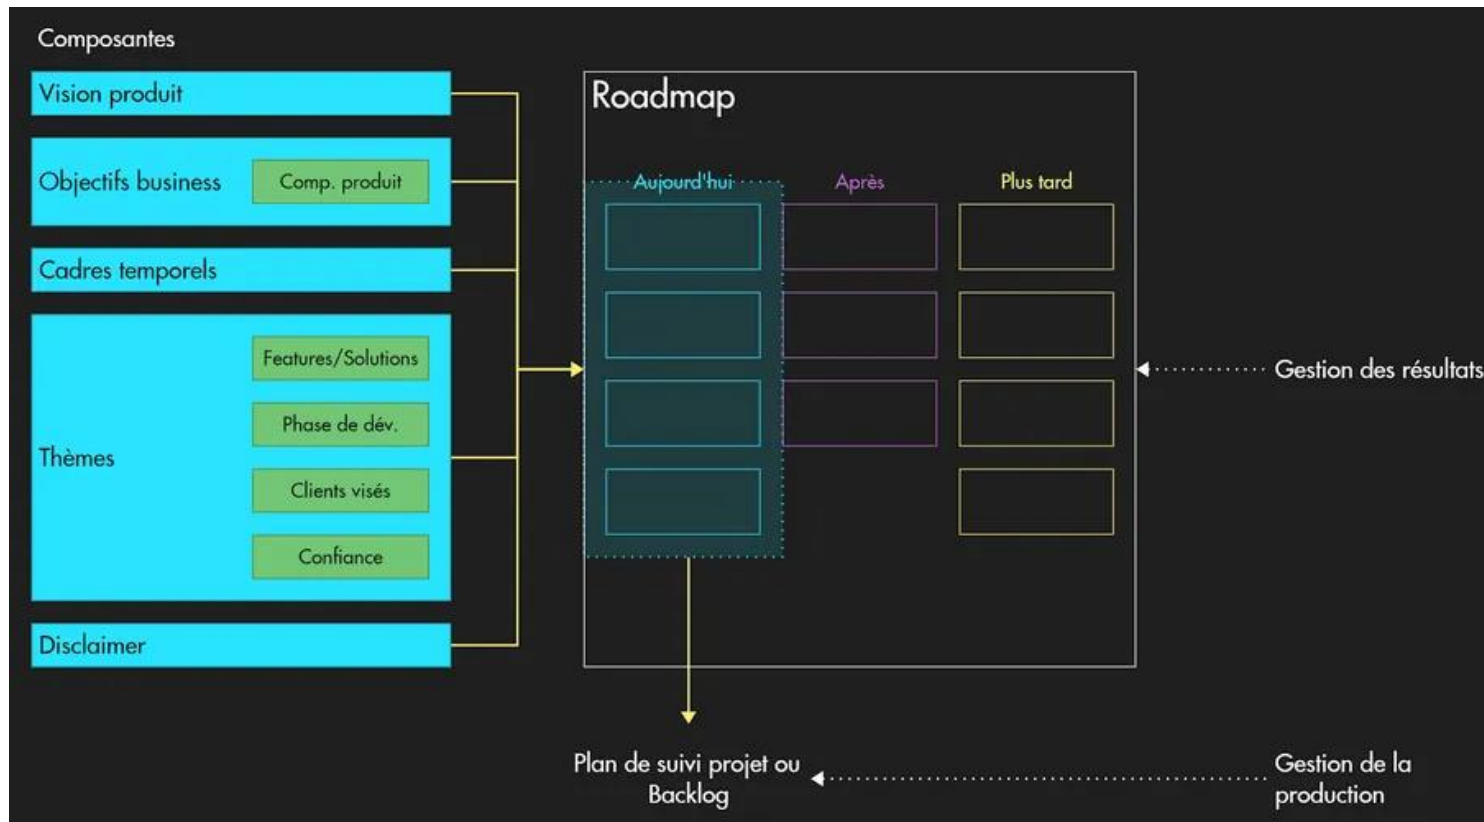 Composantes
Vision produit
Objectifs business
Comp. produit
Cadres temporels
Thèmes
Features/Solutions
Phase de dév.
Clients visés
Confiance
Disclaimer
Roadmap
Aujourd'hui
Après
Plus tard
Gestion des résultats
Plan de suivi projet ou
Backlog
Gestion de la
production